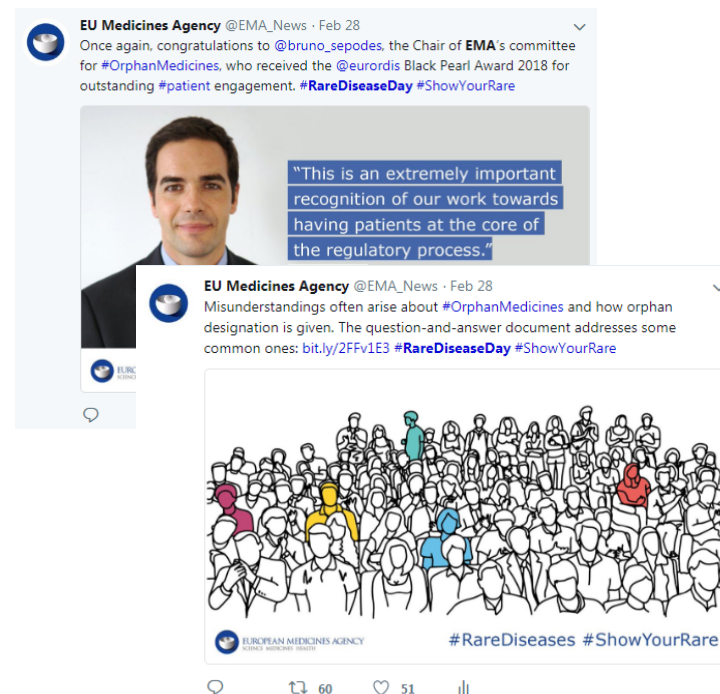 EU Medicines Agency @EMA_News · Feb 28
Once again, congratulations to @bruno_sepodes, the Chair of EMA's committee
for #OrphanMedicines, who received the @eurordis Black Pearl Award 2018 for
outstanding #patient engagement. #RareDiseaseDay #ShowYourRare
"This is an extremely important
recognition of our work towards
having patients at the core of
the regulatory process."
EU Medicines Agency @EMA_News · Feb 28
Misunderstandings often arise about #OrphanMedicines and how orphan
designation is given. The question-and-answer document addresses some
common ones: bit.ly/2FFv1E3 #RareDiseaseDay #ShowYourRare
EUROPEAN MEDICINES AGENCY
SCIENCE MEDICINES HEALTH
#RareDiseases #ShowYourRare
60 51